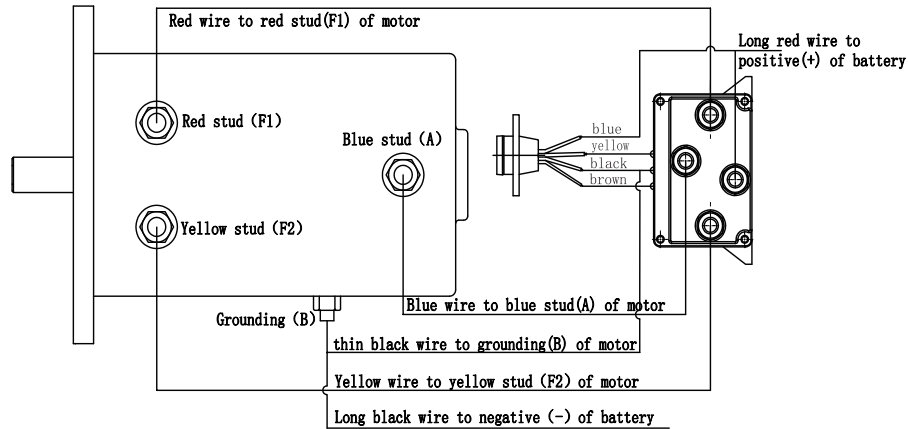 Red wire to red stud(F1) of motor
Long red wire to
positive(+) of battery
Red stud (F1)
Blue stud (A)
blue
yellow
black
brown
Yellow stud (F2)
Blue wire to blue stud(A) of motor
Grounding (B)
thin black wire to grounding(B) of motor
Yellow wire to yellow stud (F2) of motor
Long black wire to negative (-) of battery